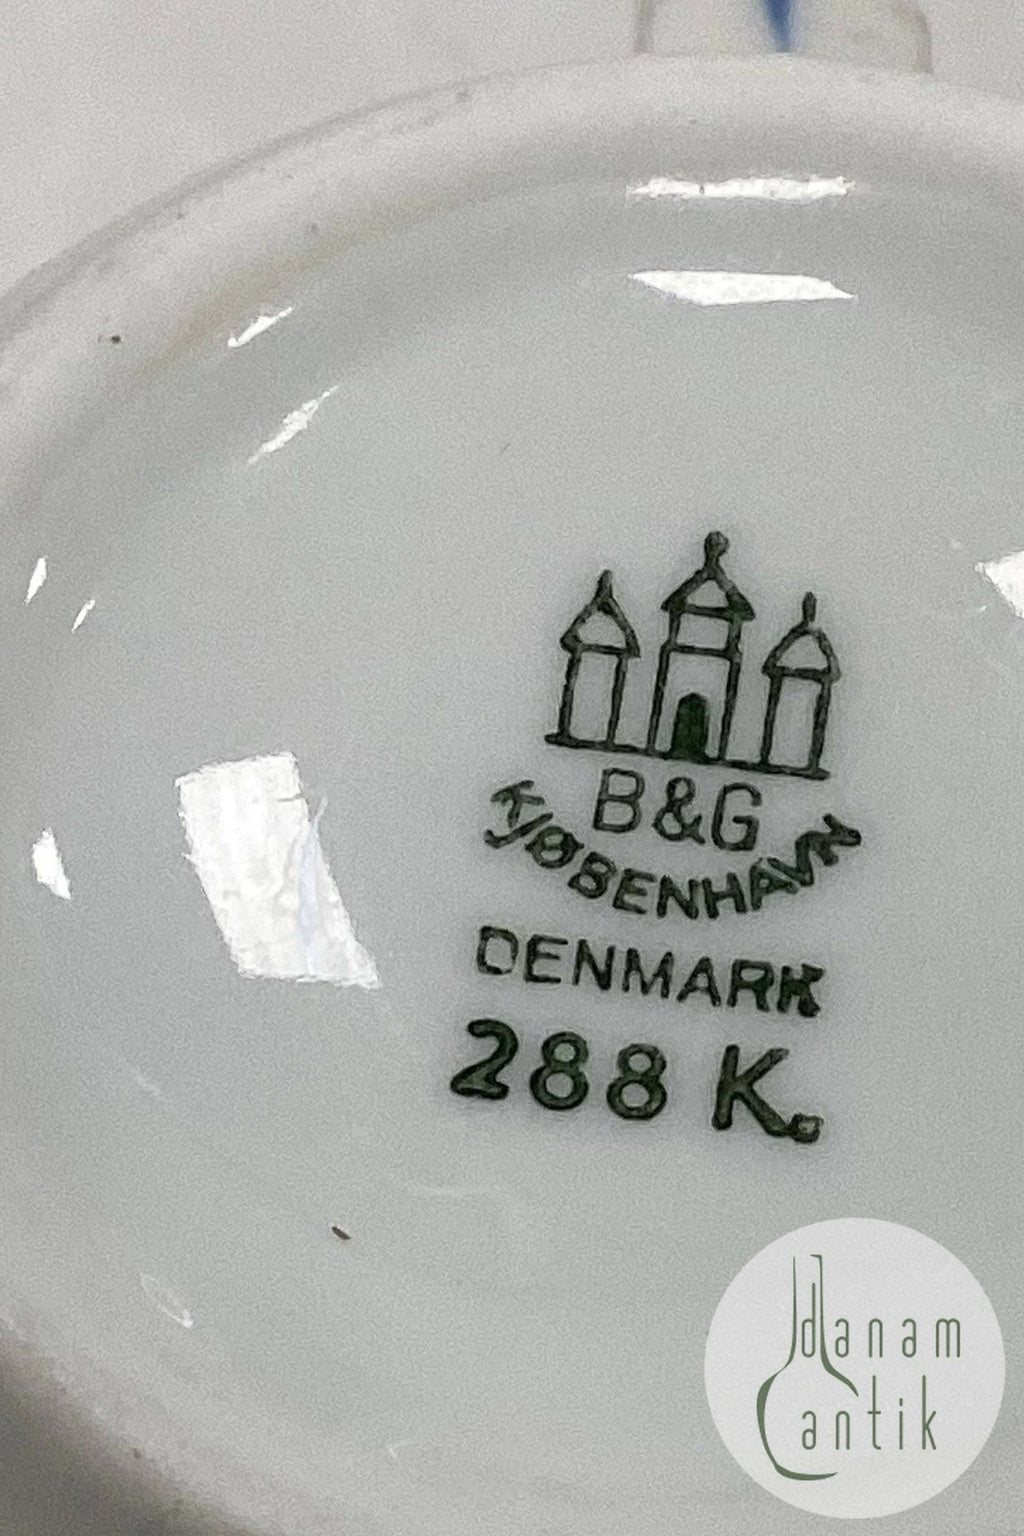 B&G
KJØBENHAVN
DENMARK
288 K.
danam
antik